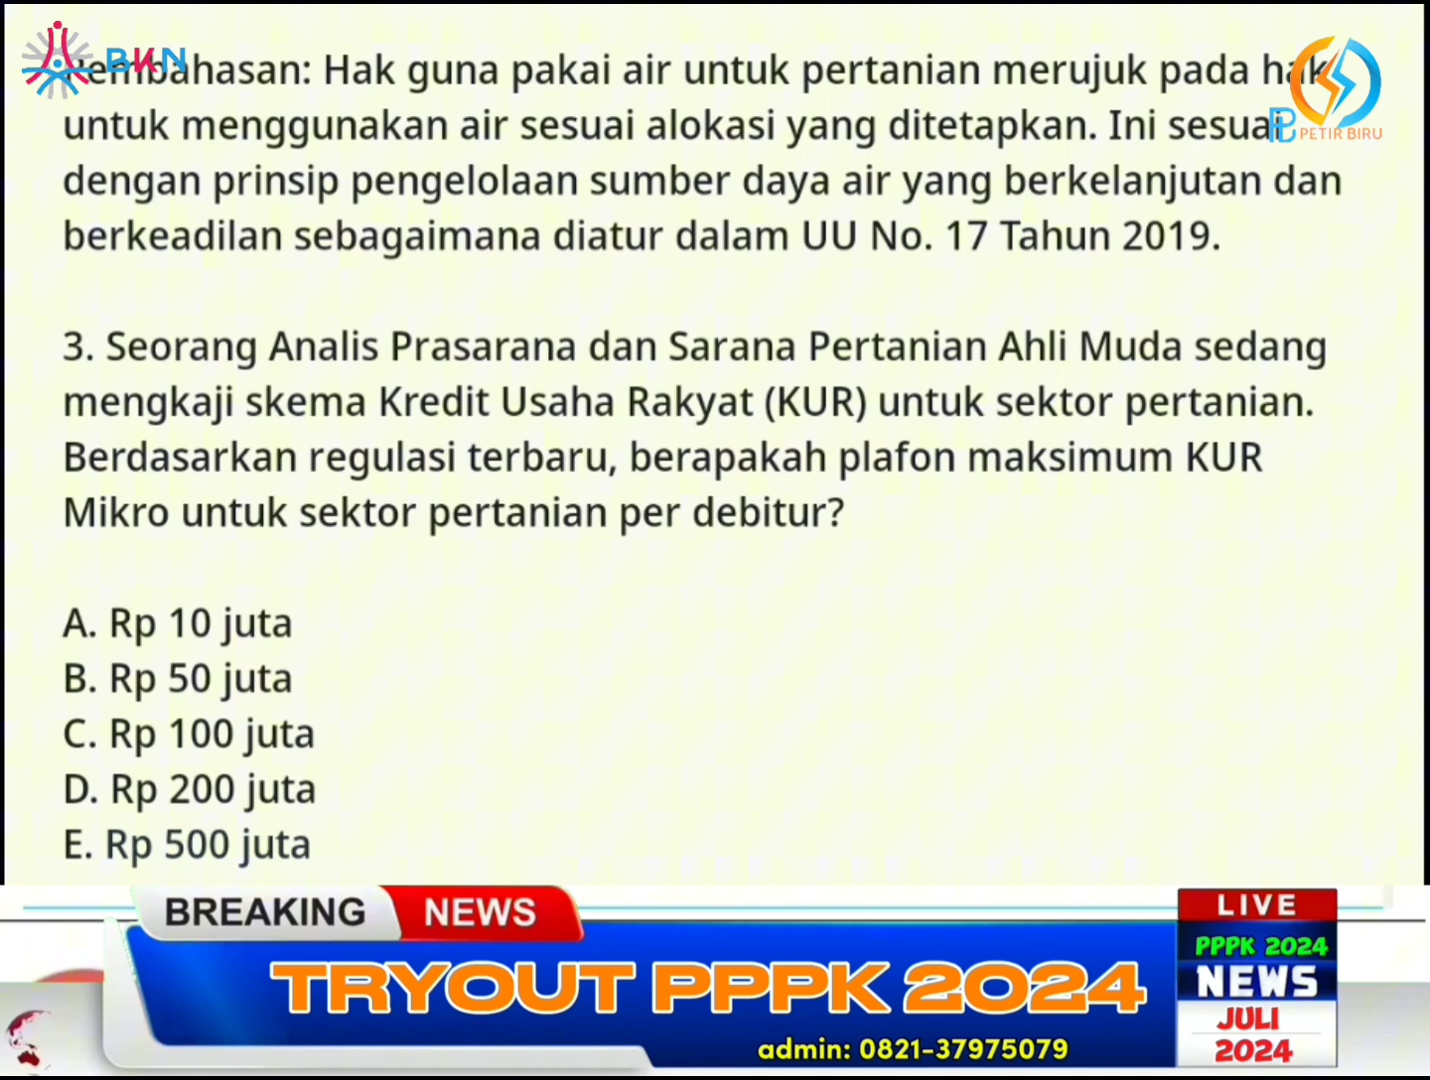 BKN
Pembahasan: Hak guna pakai air untuk pertanian merujuk pada hak
untuk menggunakan air sesuai alokasi yang ditetapkan. Ini sesuai
PB PETIR BIRU
dengan prinsip pengelolaan sumber daya air yang berkelanjutan dan
berkeadilan sebagaimana diatur dalam UU No. 17 Tahun 2019.
3. Seorang Analis Prasarana dan Sarana Pertanian Ahli Muda sedang
mengkaji skema Kredit Usaha Rakyat (KUR) untuk sektor pertanian.
Berdasarkan regulasi terbaru, berapakah plafon maksimum KUR
Mikro untuk sektor pertanian per debitur?
A. Rp 10 juta
B. Rp 50 juta
C. Rp 100 juta
D. Rp 200 juta
E. Rp 500 juta
BREAKING NEWS
TRYOUT PPPK 2024
admin: 0821-37975079
LIVE
PPPK 2024
NEWS
JULI
2024